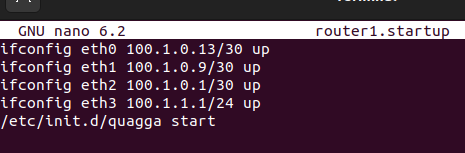 GNU nano 6.2 router1.startup
ifconfig eth0 100.1.0.13/30 up
ifconfig eth1 100.1.0.9/30 up
ifconfig eth2 100.0.1/30 up
ifconfig eth3 100.1.1.1/24 up
/etc/init.d/quagga start